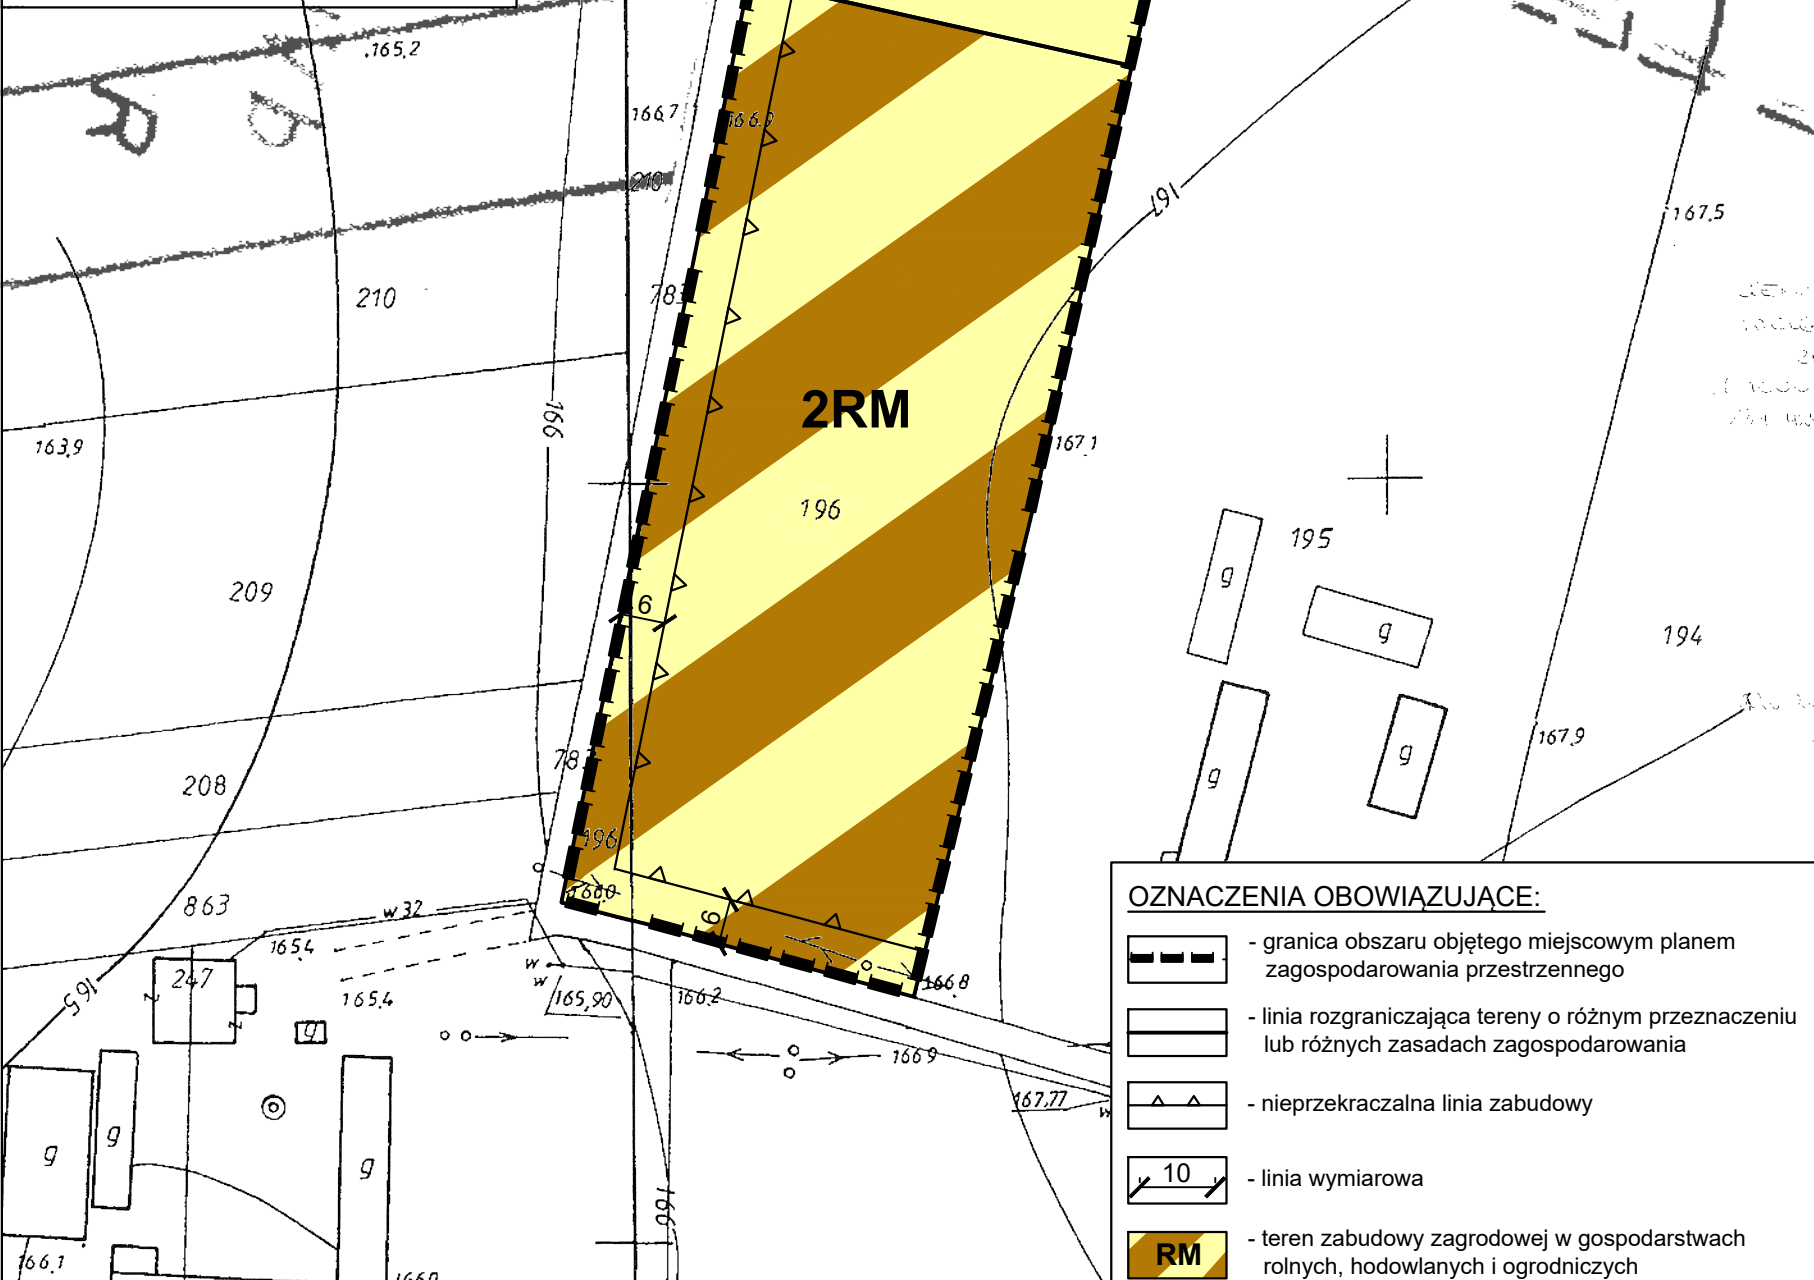 165,2
166,7
166.9
210
167
167,5
210
783
2RM
166
163,9
167,1
196
195
209
g
6
g
194
783
167,9
g
208
g
196
166,0
863
w 32
6
165,4
w
w
247
165
z
z
165,4
165,90
166,2
166,8
g
166,9
167,77
w
g
g
g
166
166,1
OZNACZENIA OBOWIĄZUJĄCE:
- granica obszaru objętego miejscowym planem
zagospodarowania przestrzennego
- linia rozgraniczająca tereny o różnym przeznaczeniu
lub różnych zasadach zagospodarowania
- nieprzekraczalna linia zabudowy
10
- linia wymiarowa
RM
- teren zabudowy zagrodowej w gospodarstwach
rolnych, hodowlanych i ogrodniczych